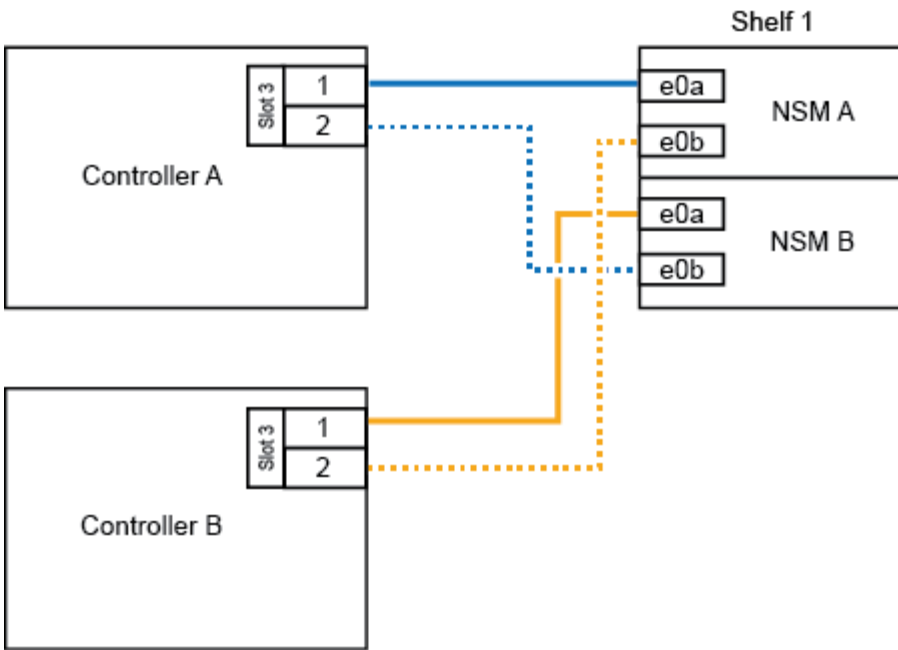 Shelf 1
Slot 3
1
2
Controller A
e0a
e0b
NSM A
e0a
e0b
NSM B
Slot 3
1
2
Controller B